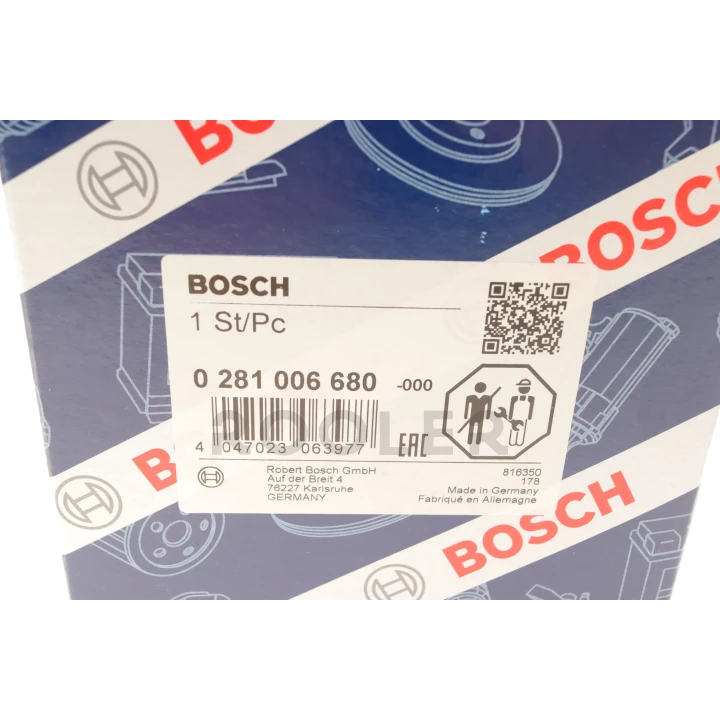 BOSCH
BOSCH
BOSCH
1 St/Pc
0 281 006 680 -000
ROOLER
4 047023 063977
EAC
Robert Bosch GmbH
Auf der Breit 4
76227 Karlsruhe
GERMANY
816350
178
Made in Germany
Fabriqué en Allemagne
BOSCH